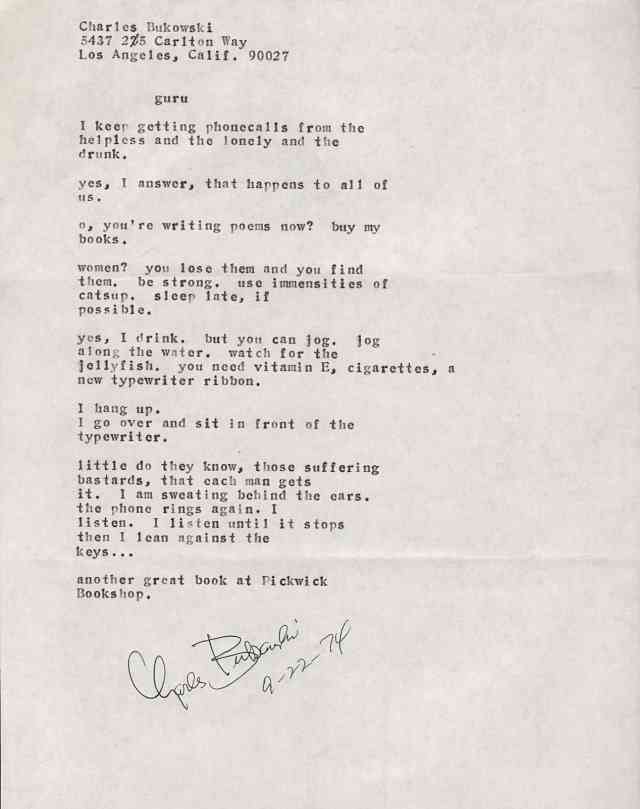 Charles Bukowski
5437 2/5 Carlton Way
Los Angeles, Calif. 90027
guru
I keep getting phonecalls from the
helpless and the lonely and the
drunk.
yes, I answer, that happens to all of
us.
o, you're writing poems now? buy my
books.
women? you lose them and you find
them. be strong. use immensities of
catsup. sleep late, if
possible.
yes, I drink. but you can jog. jog
along the water. watch for the
jellyfish. you need vitamin E, cigarettes, a
new typewriter ribbon.
I hang up.
I go over and sit in front of the
typewriter.
little do they know, those suffering
bastards, that each man gets
it. I am sweating behind the ears.
the phone rings again. I
listen. I listen until it stops
then I lean against the
keys...
another great book at Pickwick
Bookshop.
Charles Bukowski
9-22-74